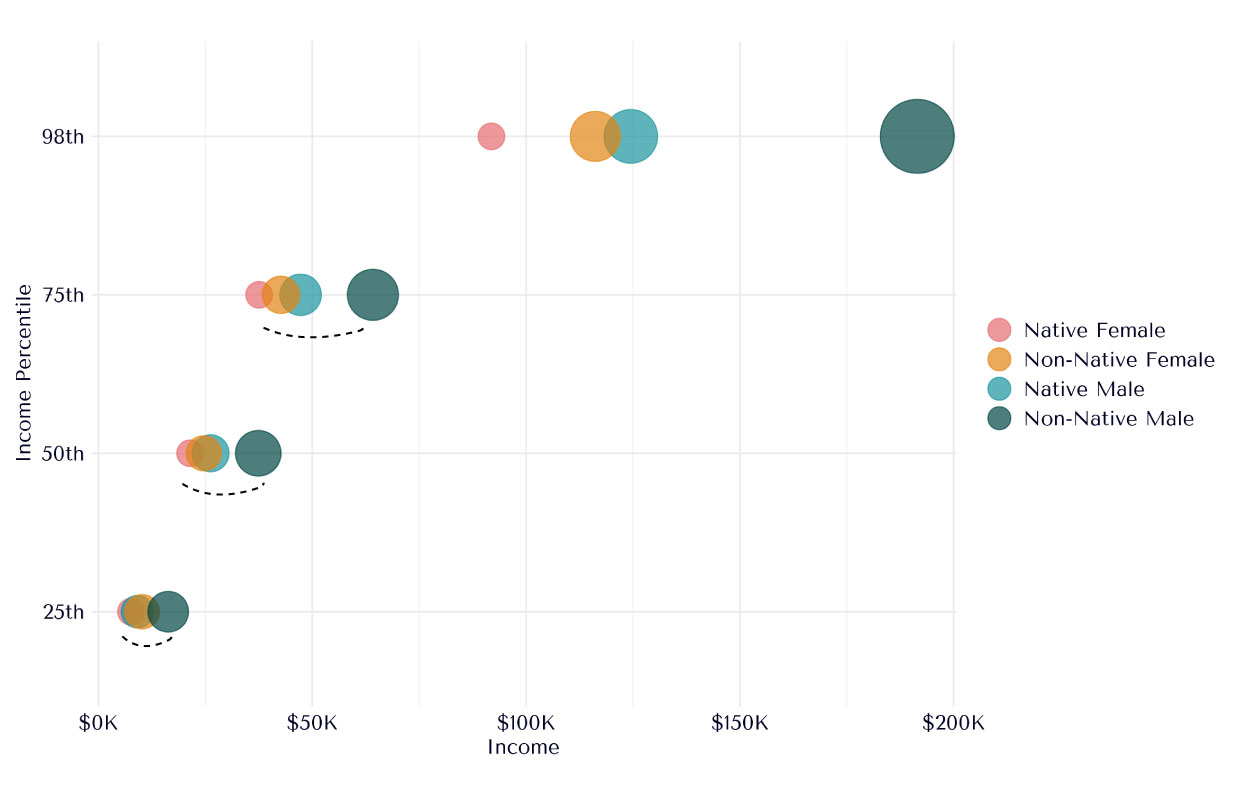 98th
75th
50th
25th
Income Percentile
$0K
$50K
$100K
$150K
$200K
Income
Native Female
Non-Native Female
Native Male
Non-Native Male